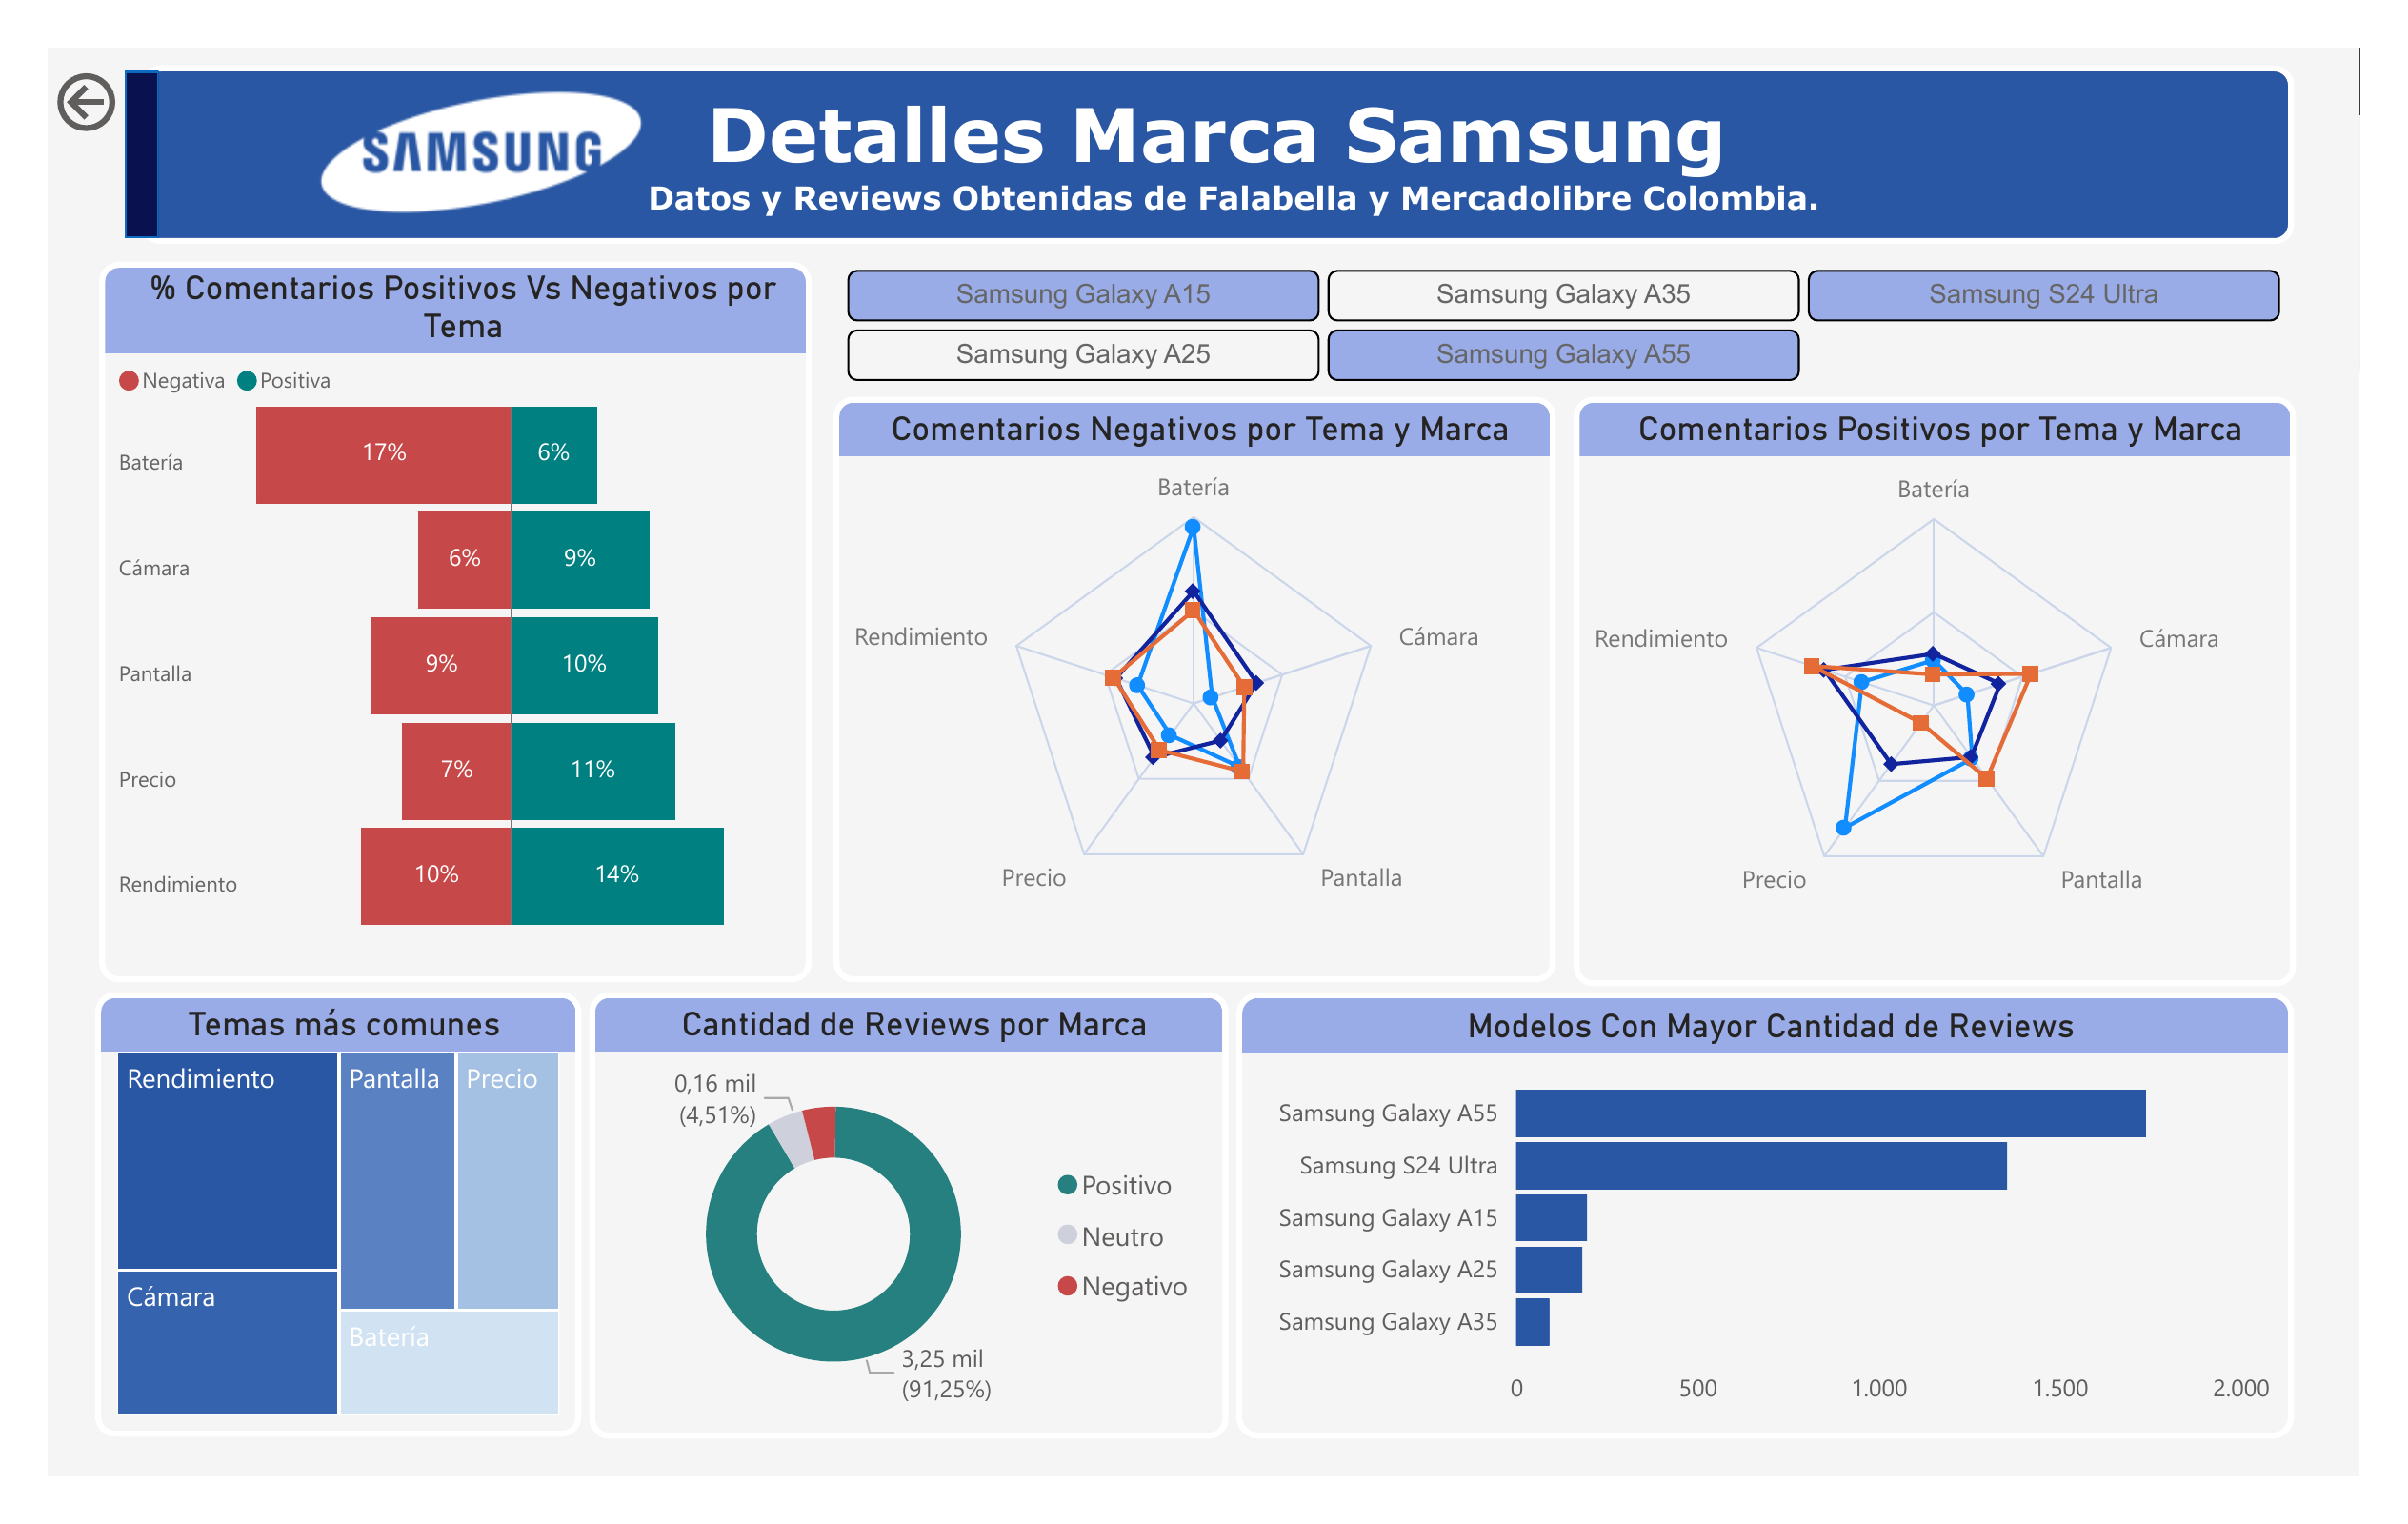 SAMSUNG
Detalles Marca Samsung
Datos y Reviews Obtenidas de Falabella y Mercadolibre Colombia.
% Comentarios Positivos Vs Negativos por
Tema
Negativa Positiva
Batería 17% 6%
Cámara 6% 9%
Pantalla 9% 10%
Precio 7% 11%
Rendimiento 10% 14%
Samsung Galaxy A15 Samsung Galaxy A35 Samsung S24 Ultra
Samsung Galaxy A25 Samsung Galaxy A55
Comentarios Negativos por Tema y Marca
Batería
Rendimiento Cámara
Precio Pantalla
Comentarios Positivos por Tema y Marca
Batería
Rendimiento Cámara
Precio Pantalla
Temas más comunes
Rendimiento Pantalla Precio
Cámara
Batería
Cantidad de Reviews por Marca
0,16 mil
(4,51%)
Positivo
Neutro
Negativo
3,25 mil
(91,25%)
Modelos Con Mayor Cantidad de Reviews
Samsung Galaxy A55
Samsung S24 Ultra
Samsung Galaxy A15
Samsung Galaxy A25
Samsung Galaxy A35
0 500 1.000 1.500 2.000